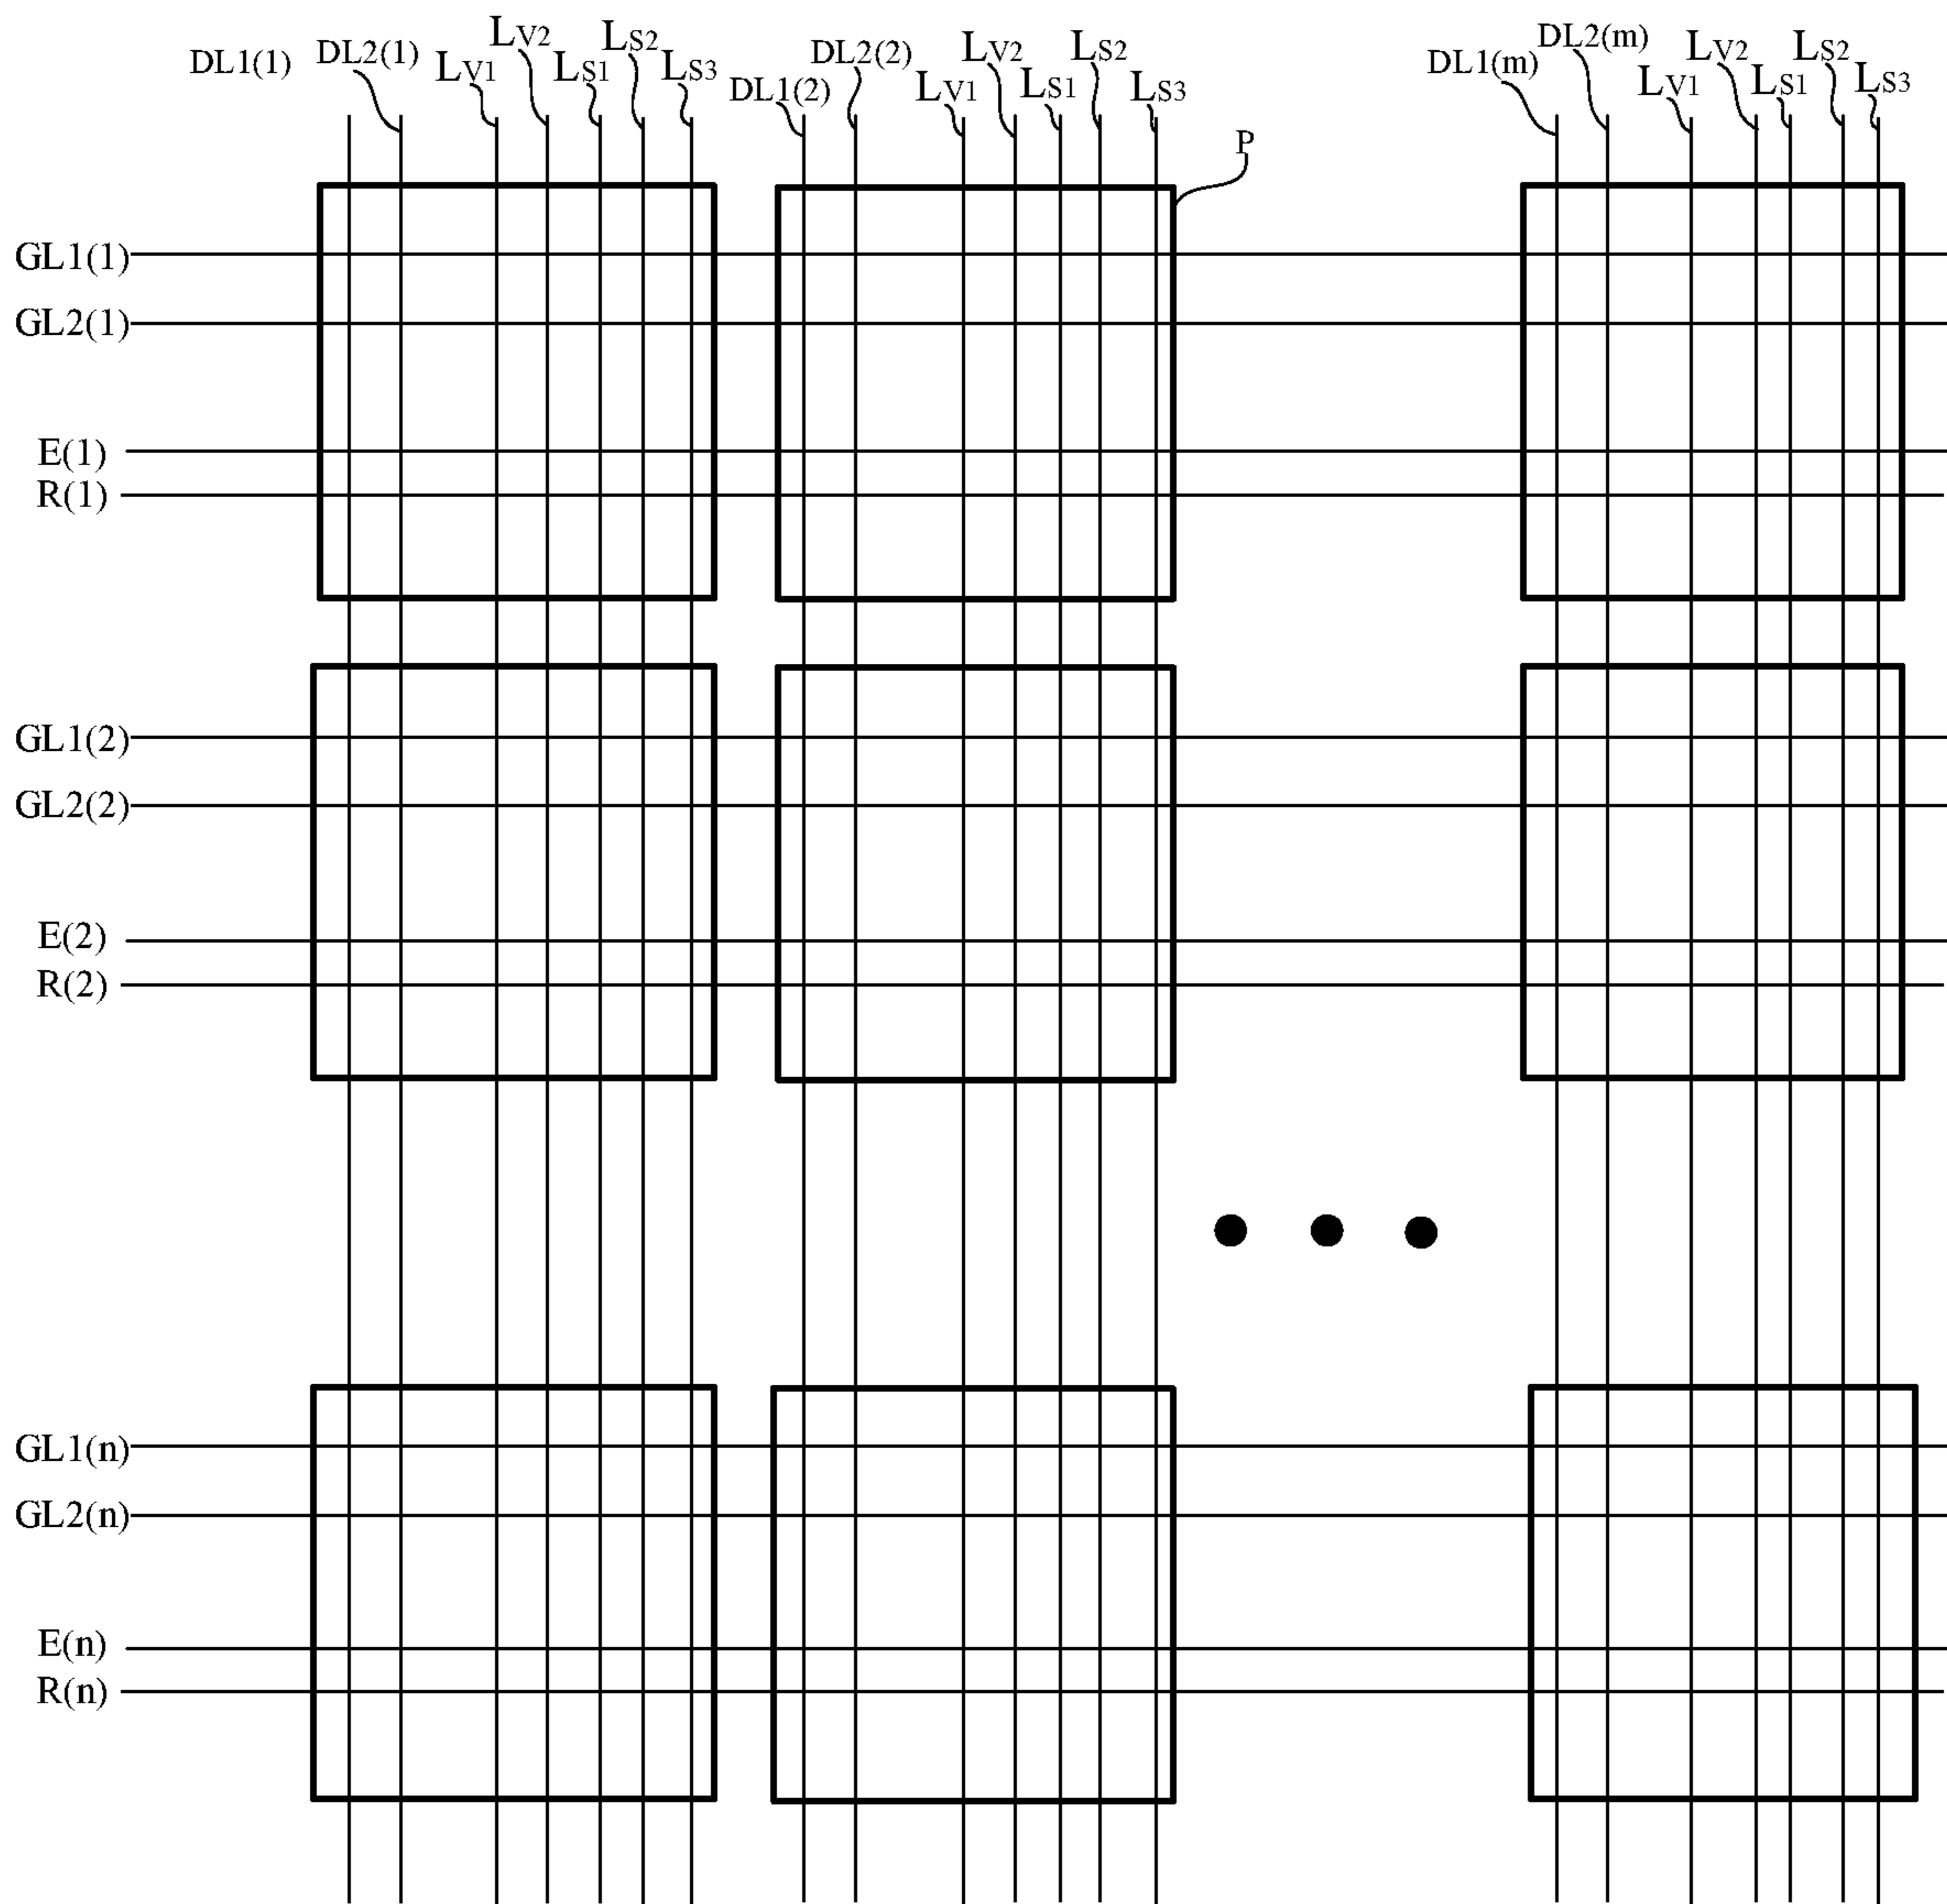 DL1(1) DL2(1) LV1 LV2 LS1 LS2 LS3 DL1(2) DL2(2) LV1 LV2 LS1 LS2 LS3 DL1(m) DL2(m) LV1 LV2 LS1 LS2 LS3
P
GL1(1)
GL2(1)
E(1)
R(1)
GL1(2)
GL2(2)
E(2)
R(2)
GL1(n)
GL2(n)
E(n)
R(n)